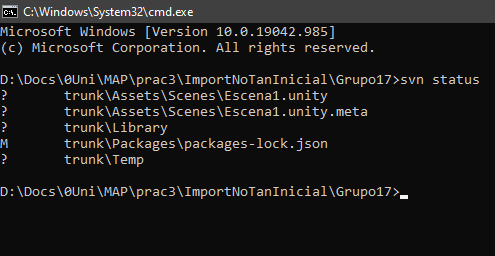 C:\Windows\System32\cmd.exe
Microsoft Windows [Version 10.0.19042.985]
(c) Microsoft Corporation. All rights reserved.
D:\Docs\0Uni\MAP\prac3\ImportNoTanInicial\Grupo17>svn status
?       trunk\Assets\Scenes\Escena1.unity
?       trunk\Assets\Scenes\Escena1.unity.meta
?       trunk\Library
M       trunk\Packages\packages-lock.json
?       trunk\Temp
D:\Docs\0Uni\MAP\prac3\ImportNoTanInicial\Grupo17>